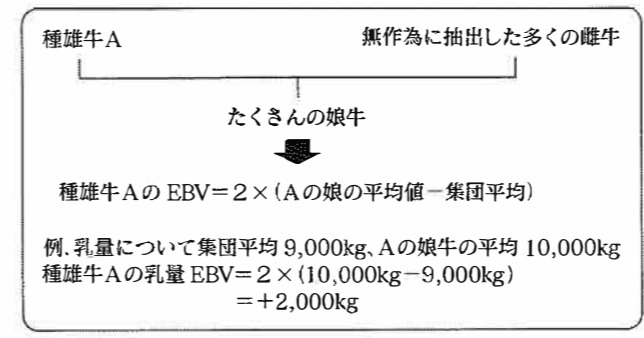 種雄牛A 無作為に抽出した多くの雌牛
たくさんの娘牛
種雄牛AのEBV=2×(Aの娘の平均値-集団平均)
例.乳量について集団平均9,000kg、Aの娘牛の平均10,000kg
種雄牛Aの乳量EBV=2×(10,000kg-9,000kg)
=+2,000kg